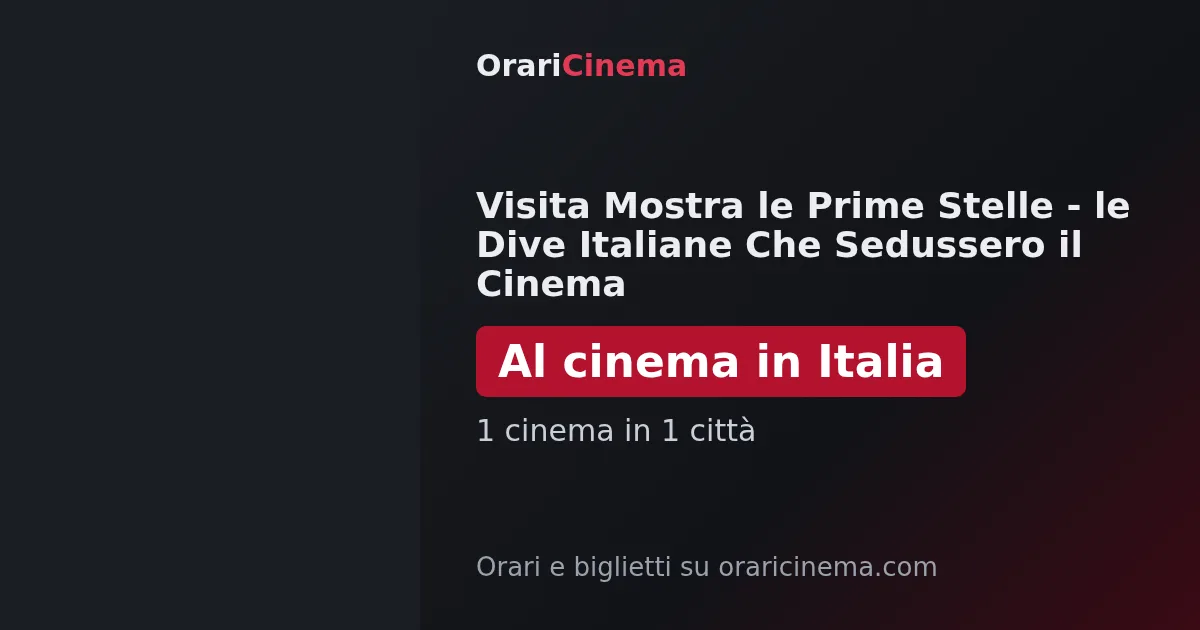 OrariCinema
Visita Mostra le Prime Stelle - le
Dive Italiane Che Sedussero il
Cinema
Al cinema in Italia
1 cinema in 1 città
Orari e biglietti su oraricinema.com